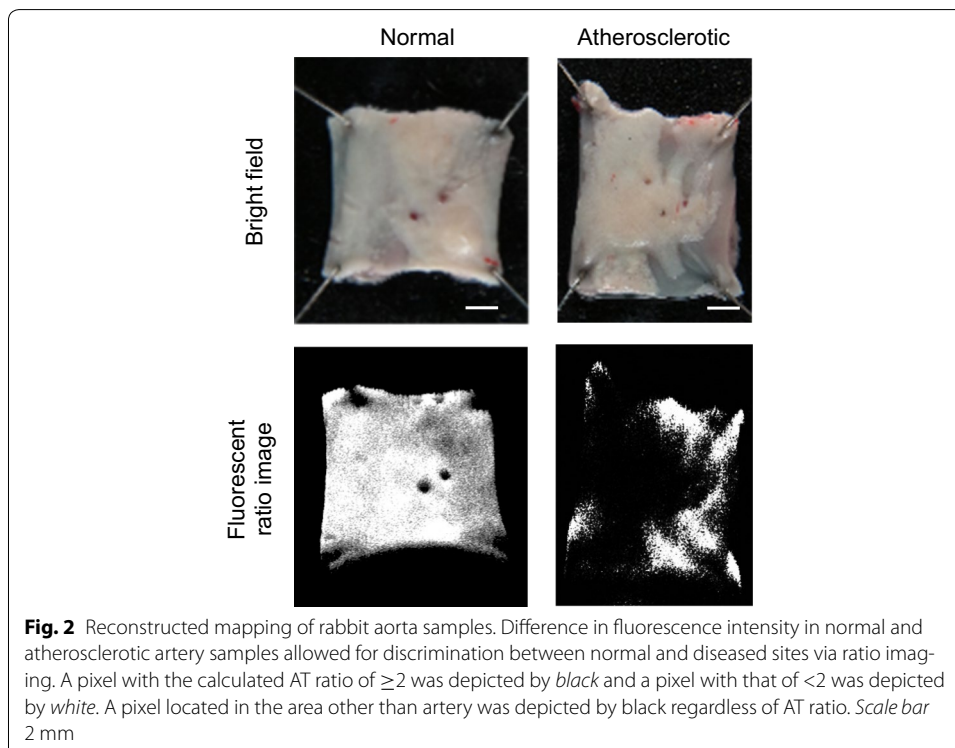 Normal
Atherosclerotic
Bright field
Fluorescent
ratio image
Fig. 2 Reconstructed mapping of rabbit aorta samples. Difference in fluorescence intensity in normal and
atherosclerotic artery samples allowed for discrimination between normal and diseased sites via ratio imag-
ing. A pixel with the calculated AT ratio of ≥2 was depicted by black and a pixel with that of <2 was depicted
by white. A pixel located in the area other than artery was depicted by black regardless of AT ratio. Scale bar
2 mm